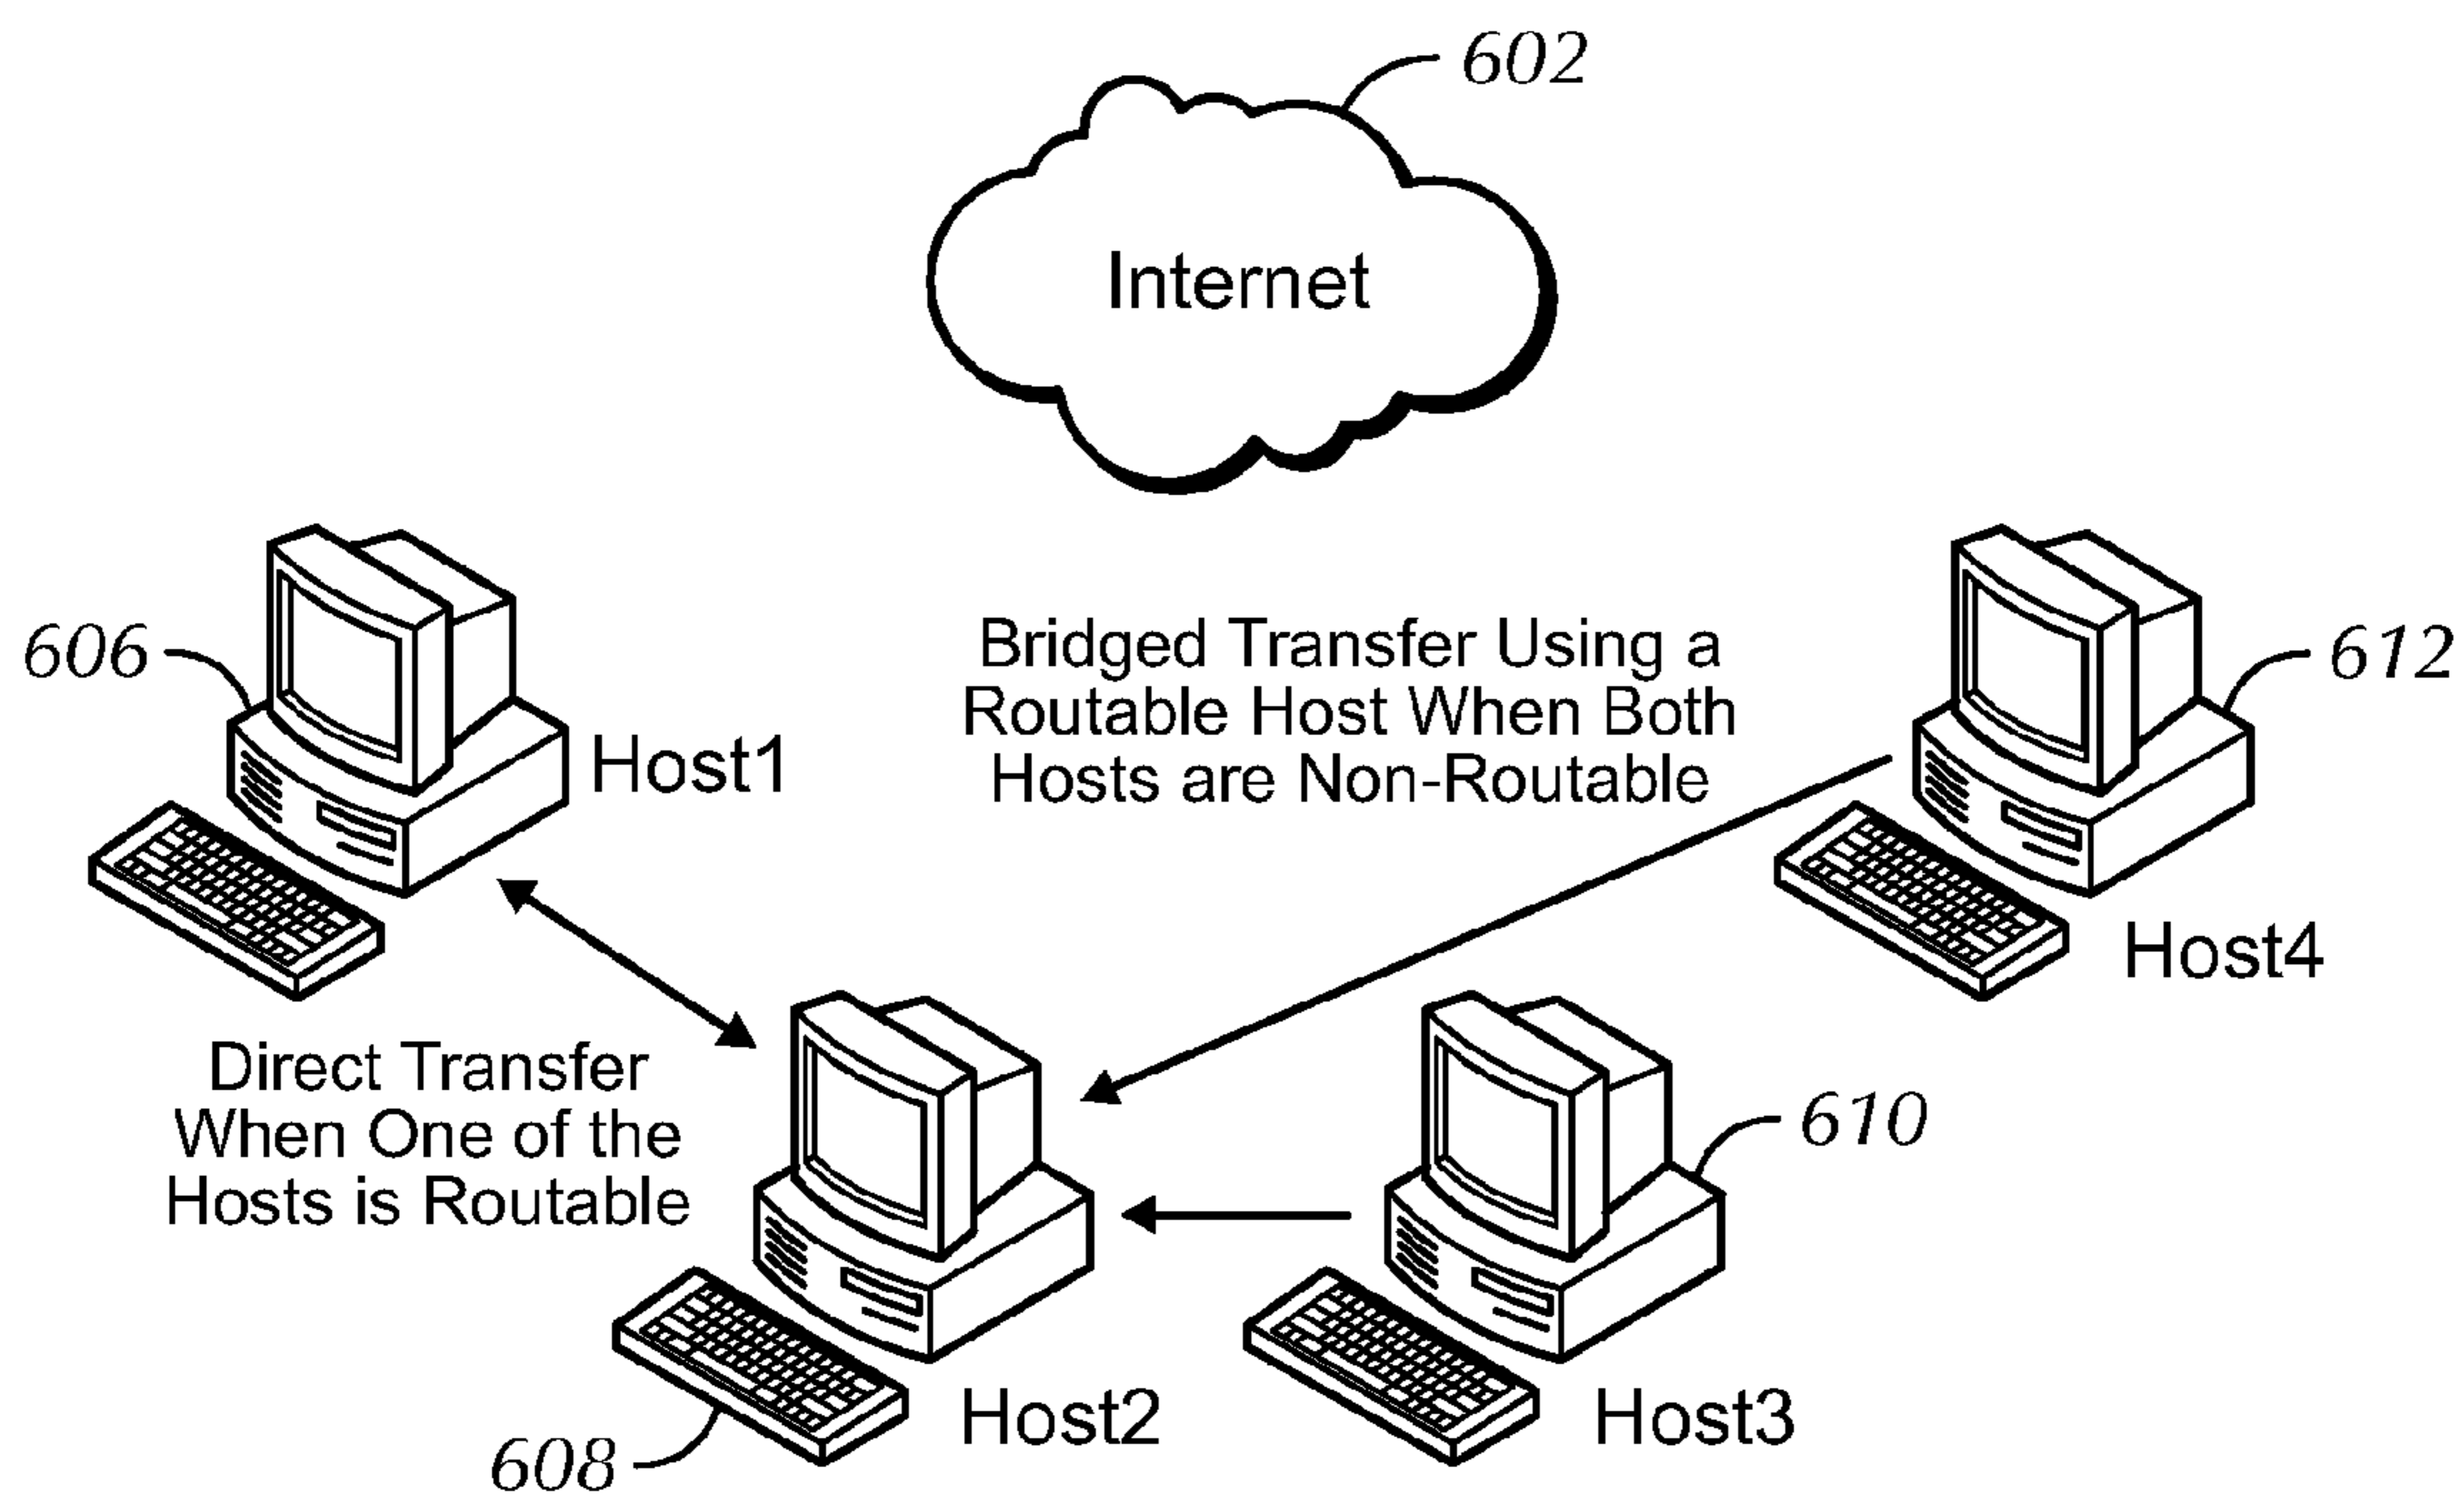 602
Internet
606
Host1
Bridged Transfer Using a
Routable Host When Both
Hosts are Non-Routable
612
Host4
Direct Transfer
When One of the
Hosts is Routable
610
Host2
608
Host3